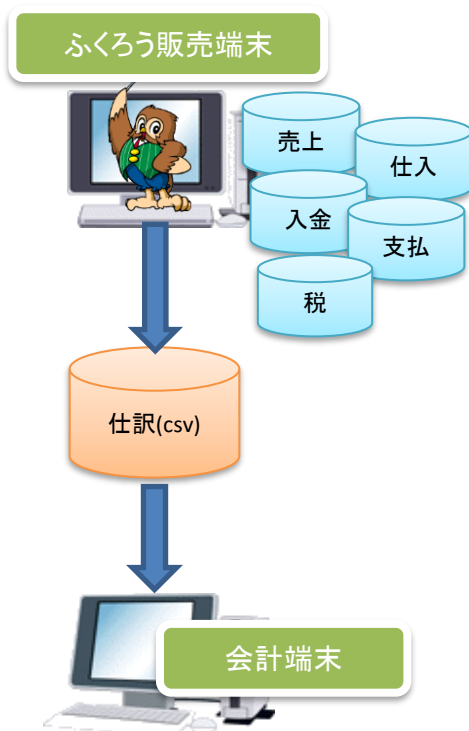 ふくろう販売端末
売上
仕入
入金
支払
税
仕訳(csv)
会計端末